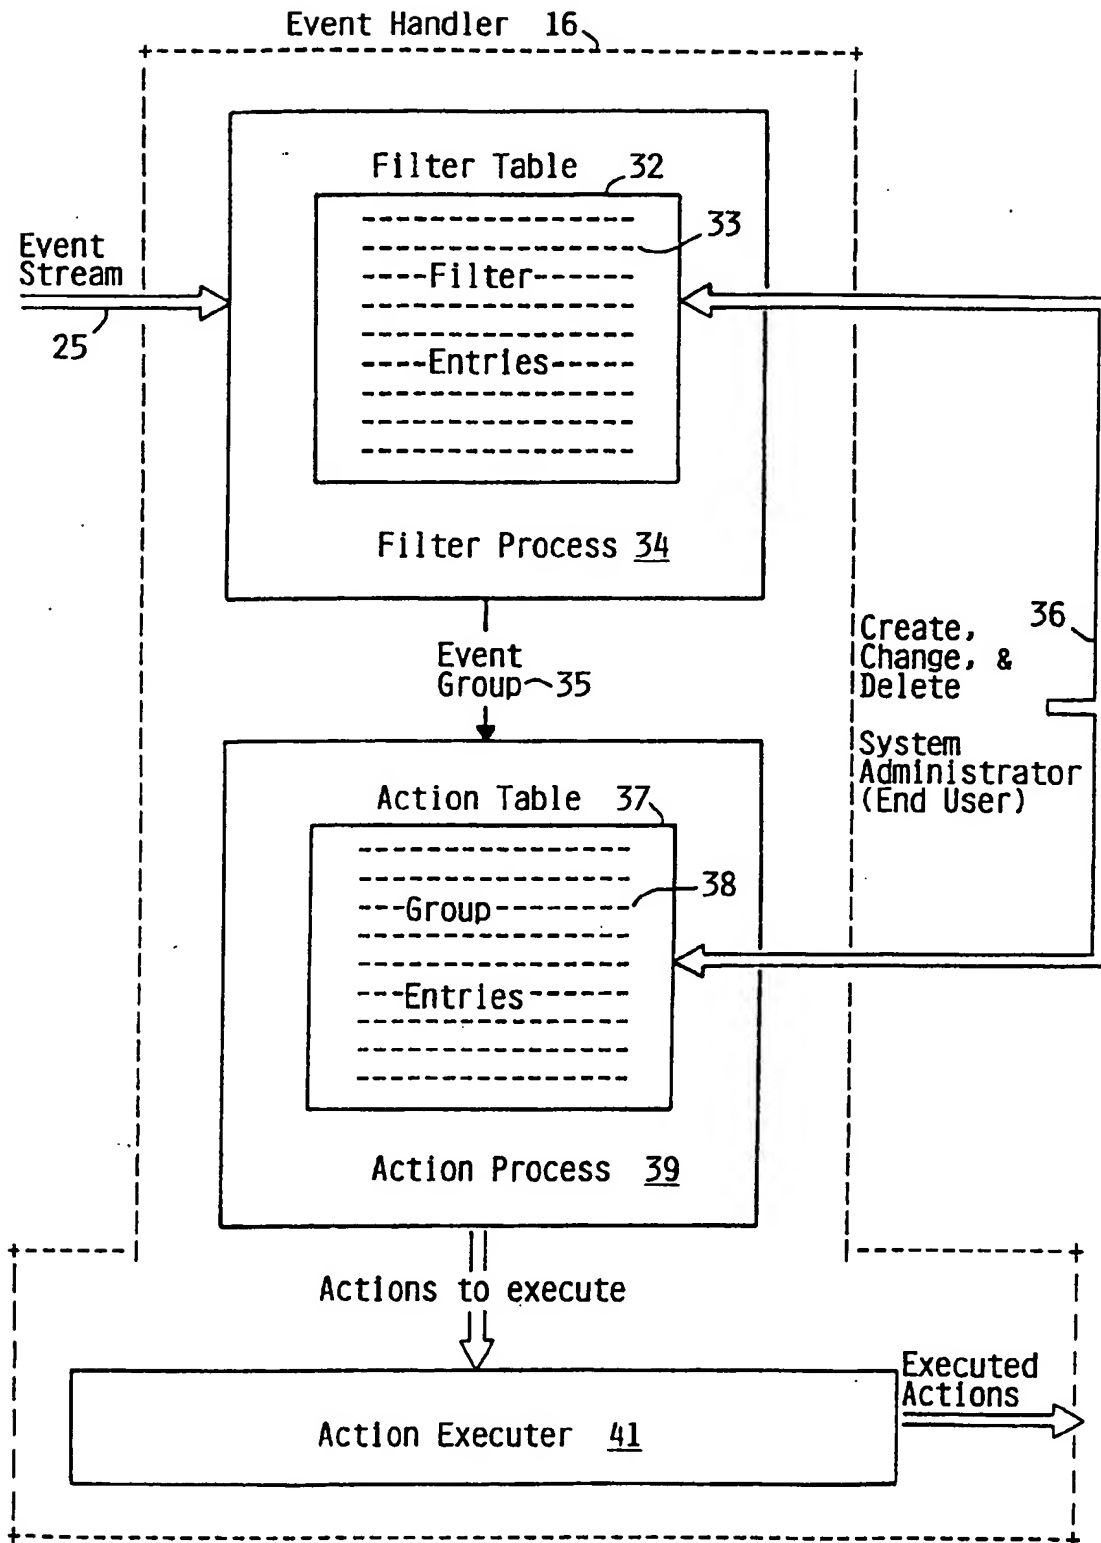 Event Handler 16
Filter Table 32
33
Filter
Entries
Event
Stream
25
Filter Process 34
Event
Group 35
36
Create,
Change, &
Delete
System
Administrator
(End User)
Action Table 37
38
Group
Entries
Action Process 39
Actions to execute
Action Executer 41
Executed
Actions